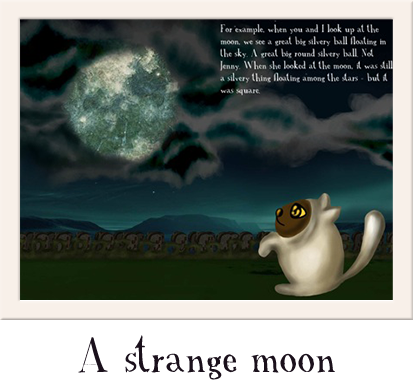 For example, when you and I look up at the
moon, we see a great big silvery ball floating in
the sky. A great big round silvery ball. Not
Jenny. When she looked at the moon, it was still
a silvery thing floating among the stars - but it
was square.
A strange moon